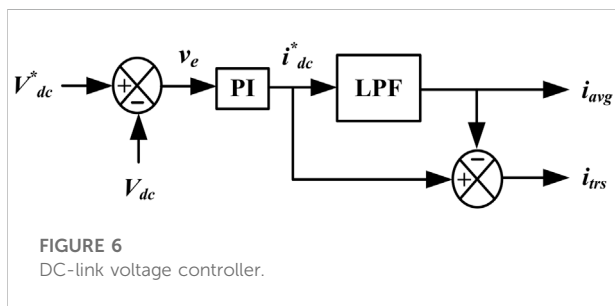 V*dc
+
−
Vdc
ve
PI
i*dc
LPF
iavg
−
+
itrs
FIGURE 6
DC-link voltage controller.